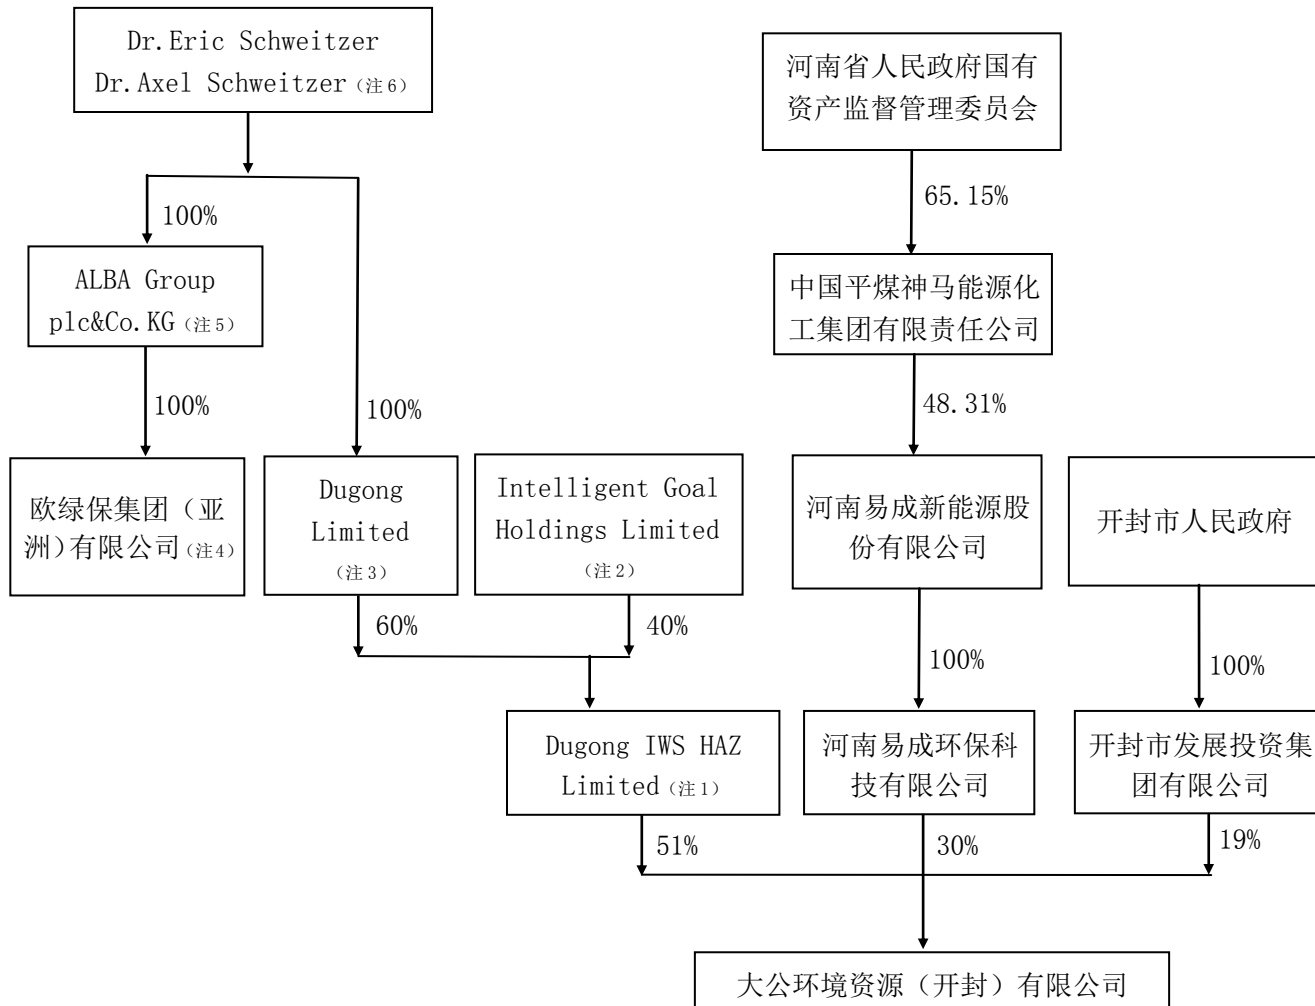 Dr.Eric Schweitzer
Dr.Axel Schweitzer（注6）
河南省人民政府国有
资产监督管理委员会
100%
65.15%
ALBA Group
plc&Co.KG（注5）
中国平煤神马能源化
工集团有限责任公司
100%
100%
48.31%
欧绿保集团（亚
洲）有限公司（注4）
Dugong
Limited
（注3）
Intelligent Goal
Holdings Limited
（注2）
河南易成新能源股
份有限公司
开封市人民政府
60%
40%
100%
100%
Dugong IWS HAZ
Limited（注1）
河南易成环保科
技有限公司
开封市发展投资集
团有限公司
51%
30%
19%
大公环境资源（开封）有限公司